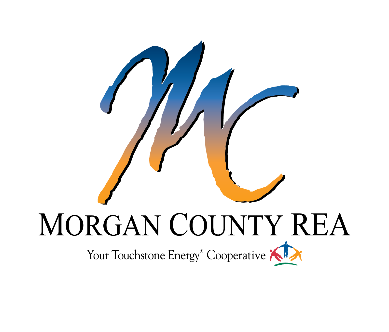 MC
MORGAN COUNTY REA
Your Touchstone Energy® Cooperative